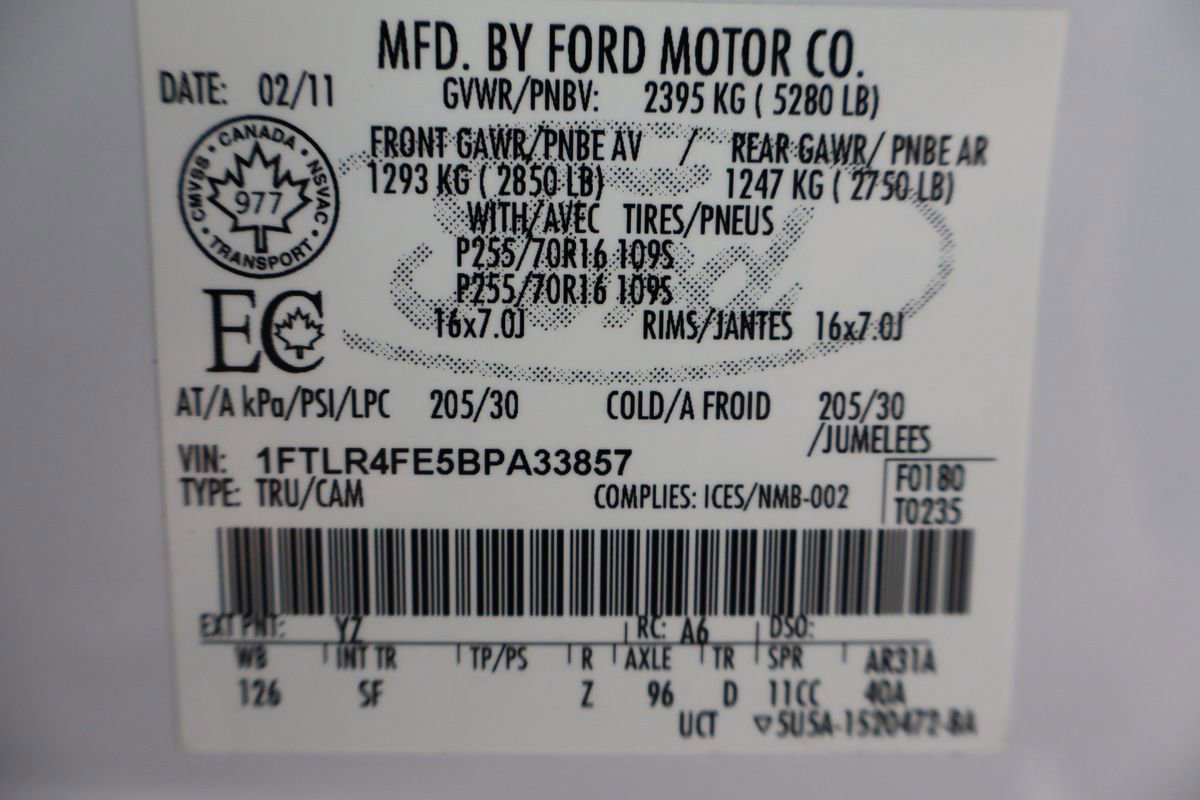 MFD. BY FORD MOTOR CO.
DATE: 02/11 GVWR/PNBV: 2395 KG ( 5280 LB)
FRONT GAWR/PNBE AV / REAR GAWR/ PNBE AR
1293 KG ( 2850 LB) 1247 KG ( 2750 LB)
CANADA • NSVAC • TRANSPORT • CMVSS •
977
WITH/AVEC TIRES/PNEUS
P255/70R16 109S
P255/70R16 109S
EC
16x7.0J RIMS/JANTES 16x7.0J
AT/A kPa/PSI/LPC 205/30 COLD/A FROID 205/30
/JUMELEES
VIN: 1FTLR4FE5BPA33857
F0180
TYPE: TRU/CAM COMPLIES: ICES/NMB-002
T0235
EXT PNT: YZ RC: A6 DSO:
WB INT TR TP/PS R AXLE TR SPR AR31A
126 SF Z 96 D 11CC 40A
UCT ▽5U5A-1520472-BA
Ford